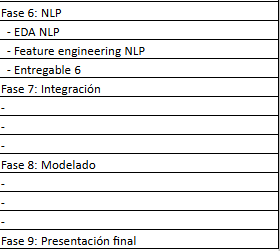 Fase 6: NLP
- EDA NLP
- Feature engineering NLP
- Entregable 6
Fase 7: Integración
-
-
-
Fase 8: Modelado
-
-
-
Fase 9: Presentación final